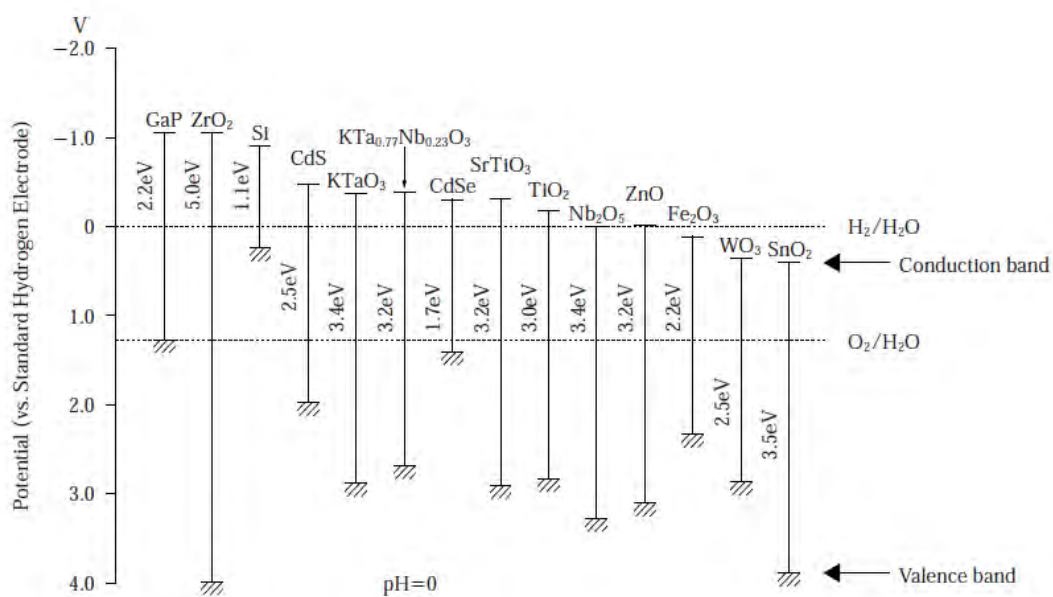 V
−2.0
−1.0
0
1.0
2.0
3.0
4.0
Potential (vs. Standard Hydrogen Electrode)
GaP
ZrO₂
Si
CdS
KTaO₃
KTa₀.₇₇Nb₀.₂₃O₃
CdSe
SrTiO₃
TiO₂
Nb₂O₅
ZnO
Fe₂O₃
WO₃
SnO₂
2.2eV
5.0eV
1.1eV
2.5eV
3.4eV
3.2eV
1.7eV
3.2eV
3.0eV
3.4eV
3.2eV
2.2eV
2.5eV
3.5eV
H₂/H₂O
Conduction band
O₂/H₂O
Valence band
pH=0